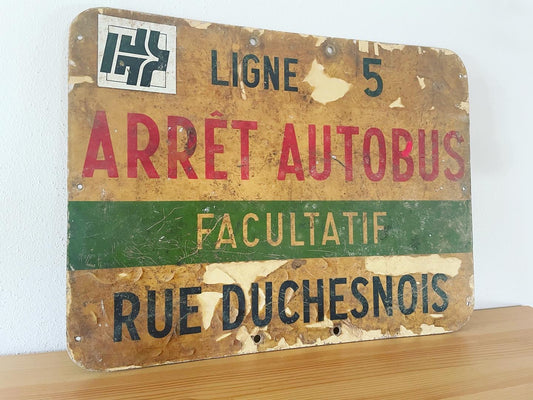 LIGNE 5
ARRÊT AUTOBUS
FACULTATIF
RUE DUCHESNOIS